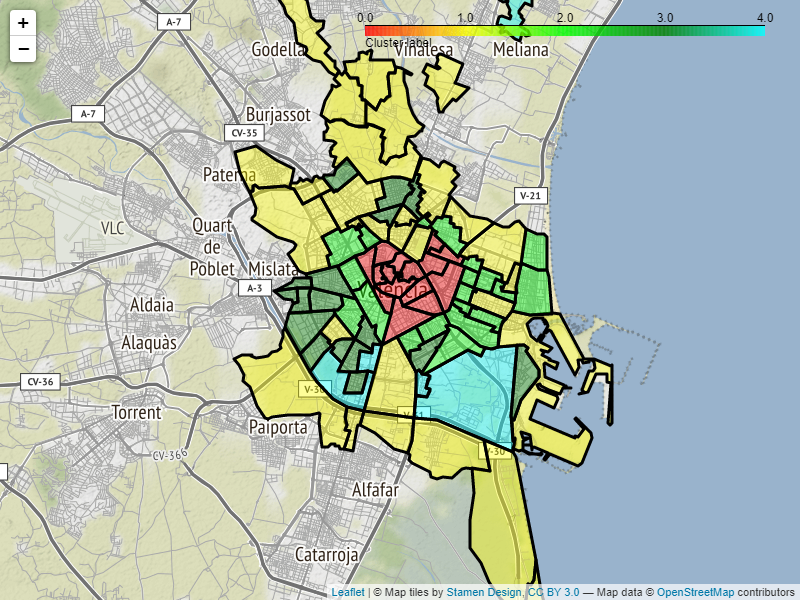 +
−
A-7
0.0 1.0 2.0 3.0 4.0
Cluster label
Godella
Vinalesa
Meliana
A-7
Burjassot
CV-35
Paterna
V-21
VLC
Quart
de
Poblet
Mislata
A-3
València
Aldaia
Alaquàs
CV-36
V-30
Torrent
Paiporta
V-31
CV-36
V-30
Alfafar
Catarroja
Leaflet | © Map tiles by Stamen Design, CC BY 3.0 — Map data © OpenStreetMap contributors